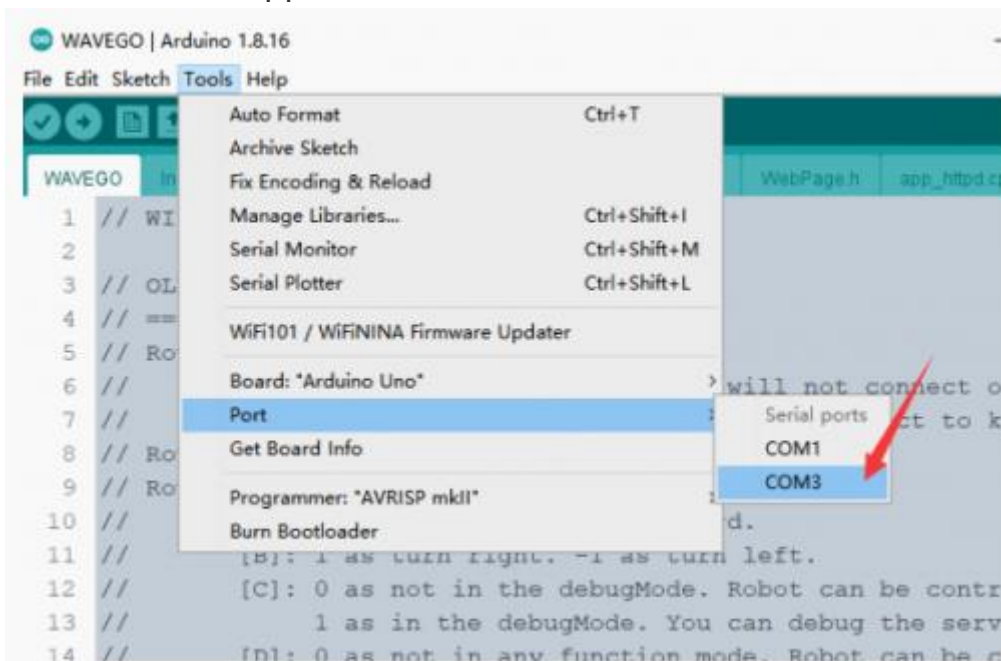 WAVEGO | Arduino 1.8.16
File Edit Sketch Tools Help
Auto Format Ctrl+T
Archive Sketch
WAVEGO In WebPage.h app_httpd.cp
Fix Encoding & Reload
1 // WI
Manage Libraries... Ctrl+Shift+I
2
Serial Monitor Ctrl+Shift+M
3 // OL
Serial Plotter Ctrl+Shift+L
4 // ==
WiFi101 / WiFiNINA Firmware Updater
5 // Ro
Board: "Arduino Uno" >
6 // will not connect o
Port
Serial ports
7 // ct to k
Get Board Info
COM1
8 // Ro
COM3
9 // Ro
Programmer: "AVRISP mkII"
10 // d.
Burn Bootloader
11 // [B]: 1 as turn right. -1 as turn left.
12 // [C]: 0 as not in the debugMode. Robot can be contr
13 // 1 as in the debugMode. You can debug the serv
14 // [D]: 0 as not in any function mode. Robot can be c